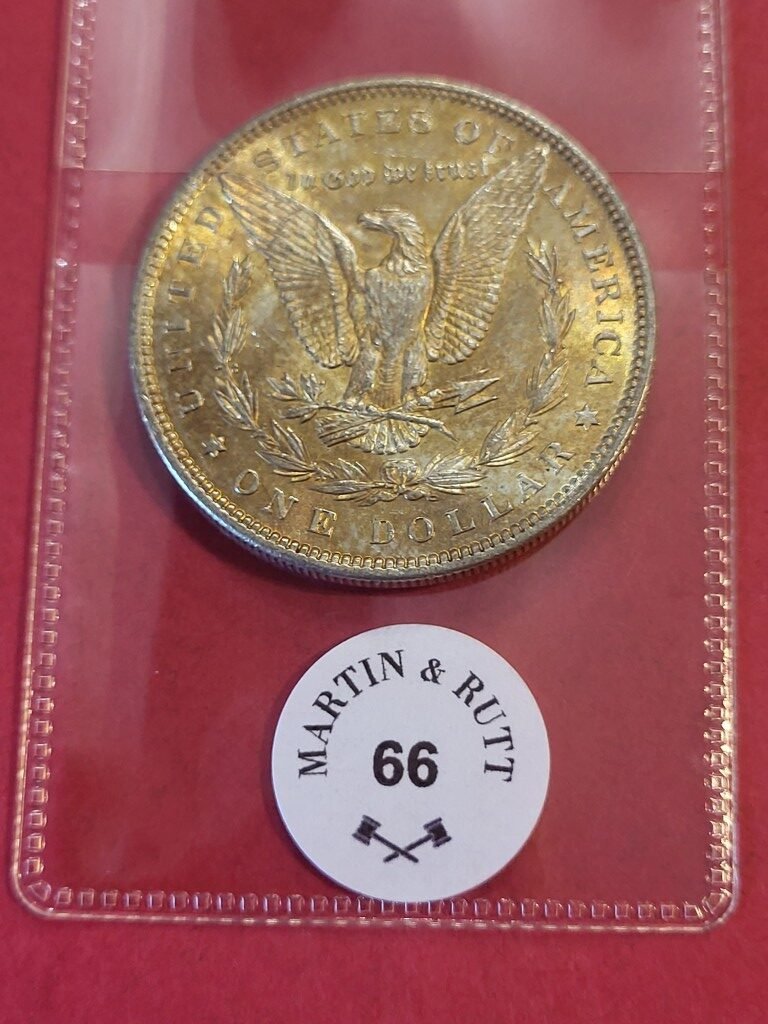 UNITED STATES OF AMERICA
In God we trust
ONE DOLLAR
MARTIN & RUTT
66